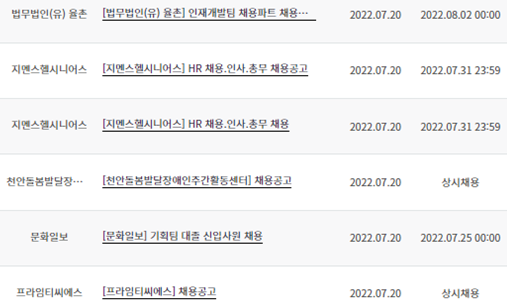 법무법인(유) 율촌 [법무법인(유) 율촌] 인재개발팀 채용파트 채용… 2022.07.20 2022.08.02 00:00
지멘스헬시니어스 [지멘스헬시니어스] HR 채용.인사.총무 채용공고 2022.07.20 2022.07.31 23:59
지멘스헬시니어스 [지멘스헬시니어스] HR 채용.인사.총무 채용 2022.07.20 2022.07.31 23:59
천안돌봄발달장… [천안돌봄발달장애인주간활동센터] 채용공고 2022.07.20 상시채용
문화일보 [문화일보] 기획팀 대졸 신입사원 채용 2022.07.20 2022.07.25 00:00
프라임티씨에스 [프라임티씨에스] 채용공고 2022.07.20 상시채용